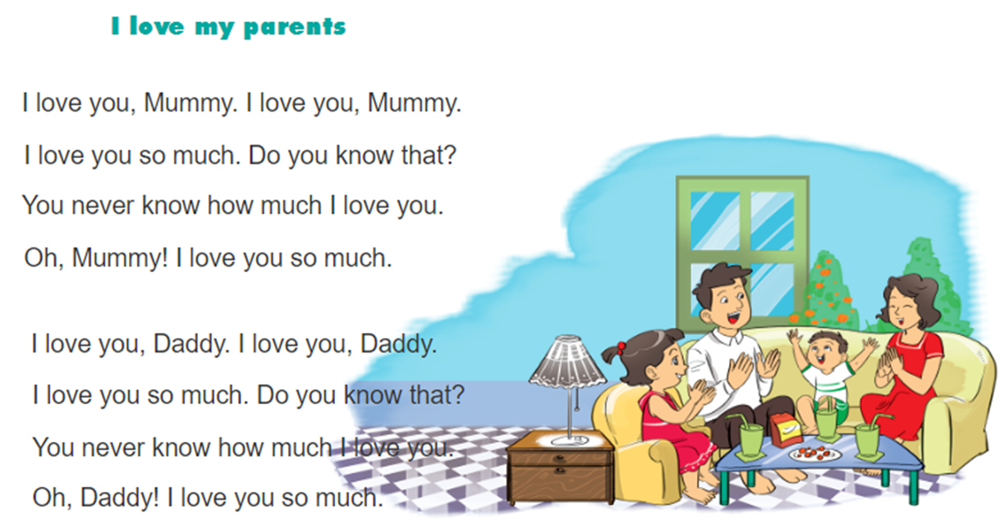 I love my parents
I love you, Mummy. I love you, Mummy.
I love you so much. Do you know that?
You never know how much I love you.
Oh, Mummy! I love you so much.
I love you, Daddy. I love you, Daddy.
I love you so much. Do you know that?
You never know how much I love you.
Oh, Daddy! I love you so much.